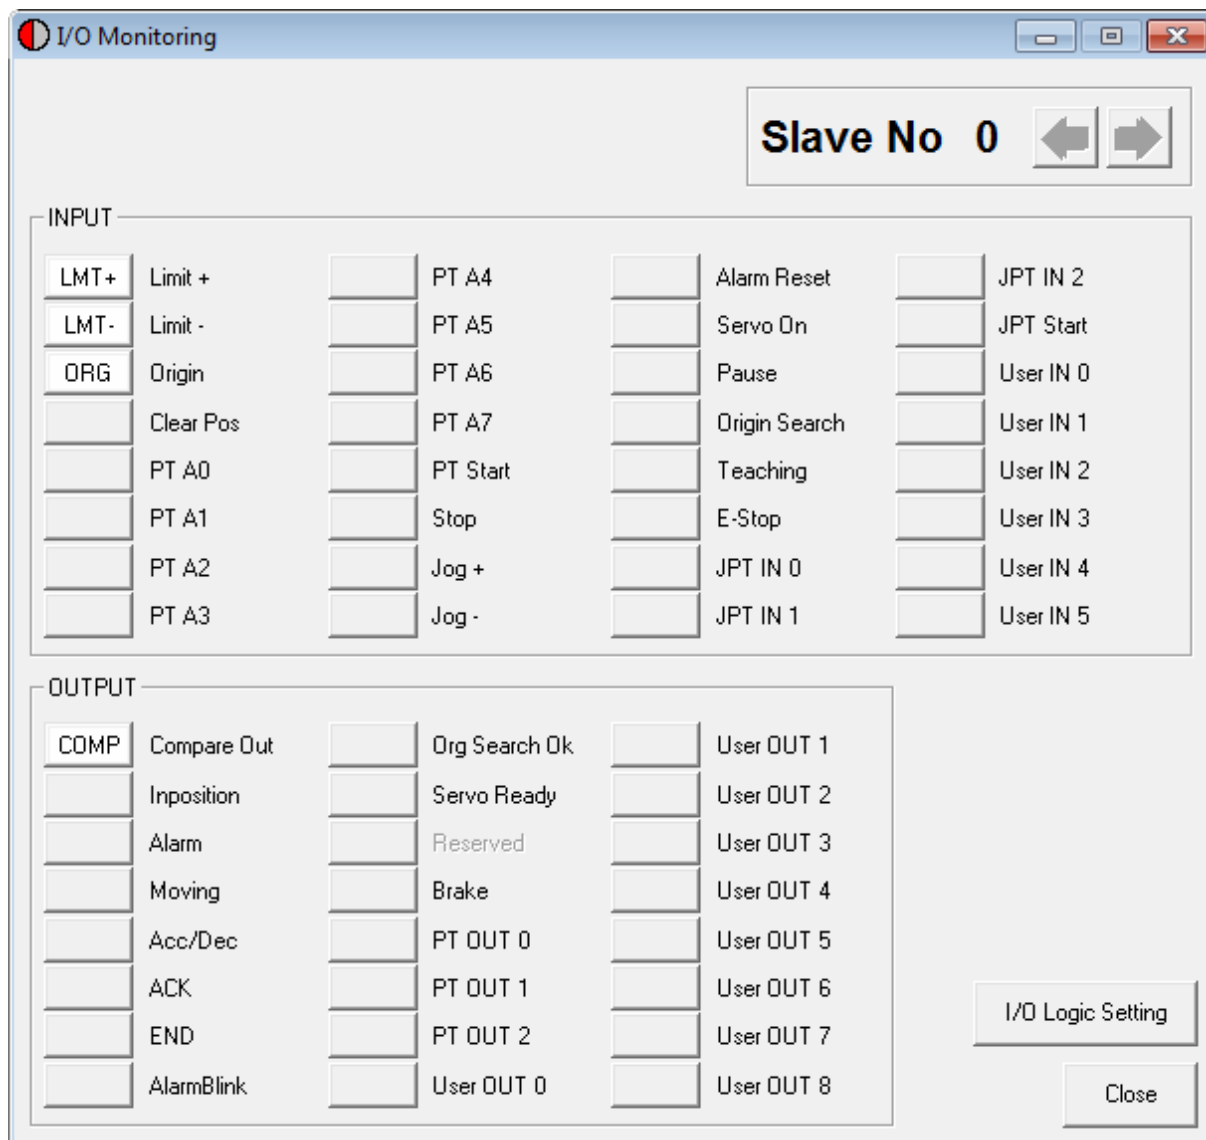 I/O Monitoring
Slave No 0
INPUT
LMT+ Limit + PT A4 Alarm Reset JPT IN 2
LMT- Limit - PT A5 Servo On JPT Start
ORG Origin PT A6 Pause User IN 0
Clear Pos PT A7 Origin Search User IN 1
PT A0 PT Start Teaching User IN 2
PT A1 Stop E-Stop User IN 3
PT A2 Jog + JPT IN 0 User IN 4
PT A3 Jog - JPT IN 1 User IN 5
OUTPUT
COMP Compare Out Org Search Ok User OUT 1
Inposition Servo Ready User OUT 2
Alarm Reserved User OUT 3
Moving Brake User OUT 4
Acc/Dec PT OUT 0 User OUT 5
ACK PT OUT 1 User OUT 6
END PT OUT 2 User OUT 7
AlarmBlink User OUT 0 User OUT 8
I/O Logic Setting
Close